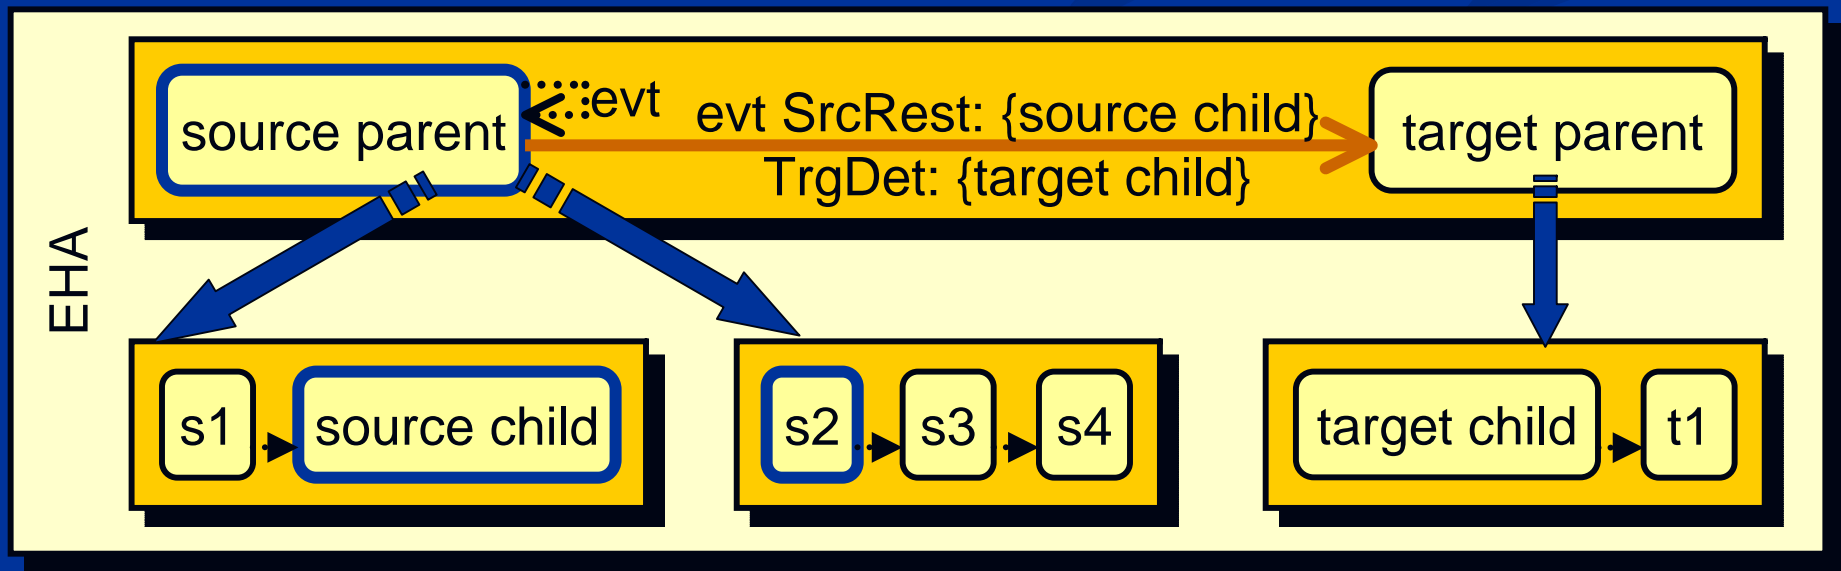 EHA
source parent
evt
evt SrcRest: {source child}
TrgDet: {target child}
target parent
s1
source child
s2
s3
s4
target child
t1